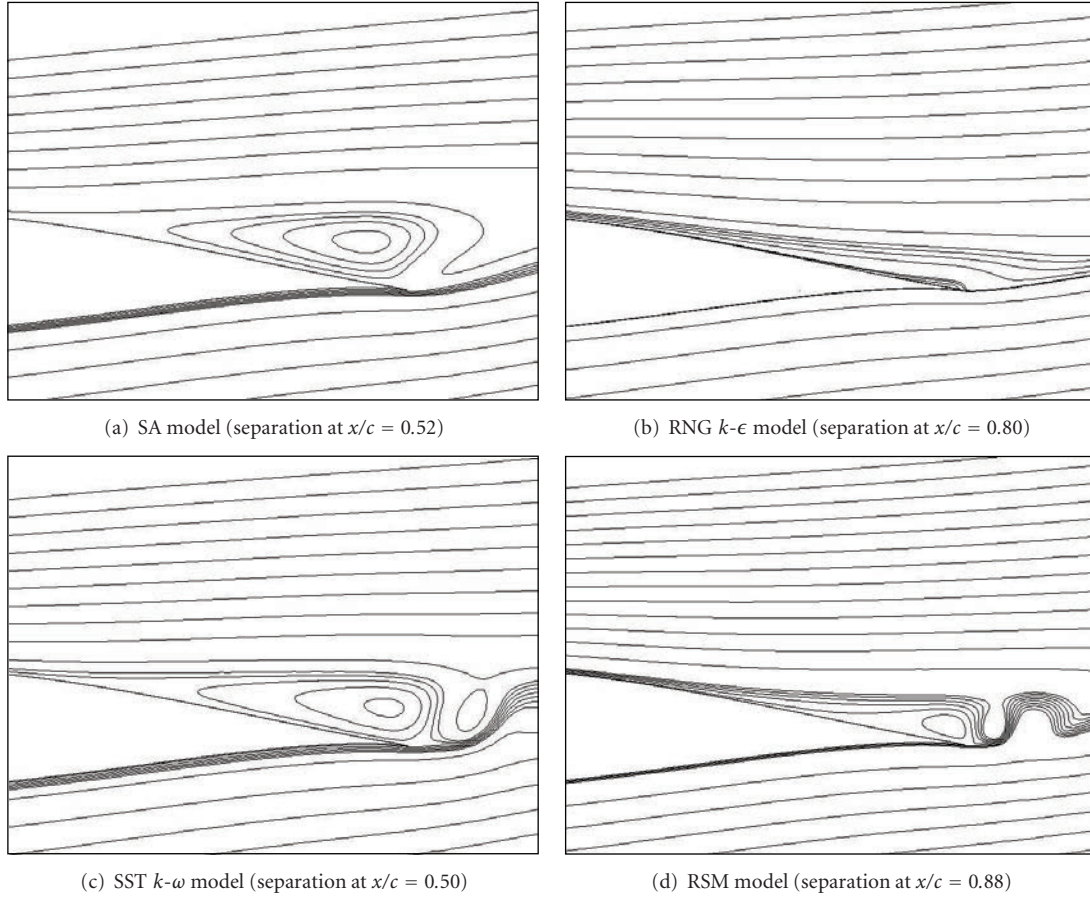 (a) SA model (separation at x/c = 0.52)
(b) RNG k-ϵ model (separation at x/c = 0.80)
(c) SST k-ω model (separation at x/c = 0.50)
(d) RSM model (separation at x/c = 0.88)